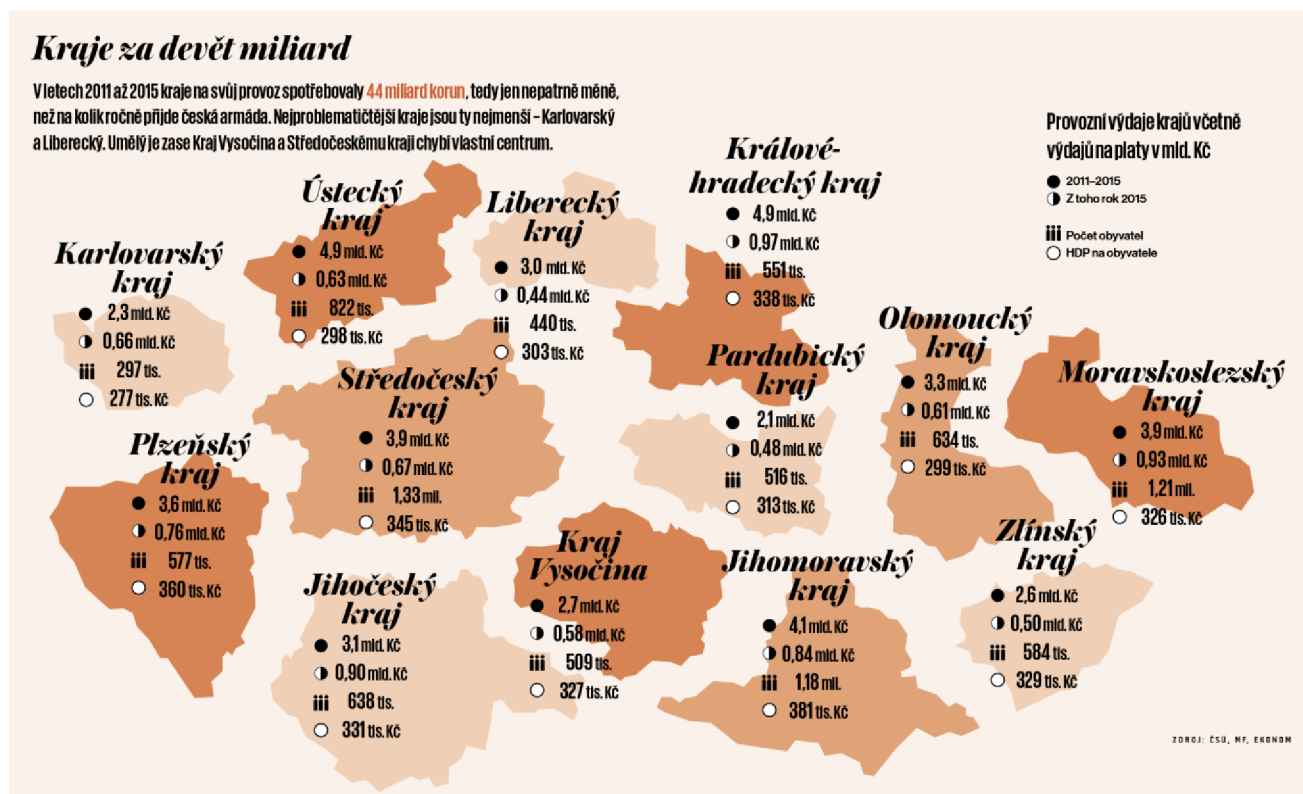 Kraje za devět miliard
V letech 2011 až 2015 kraje na svůj provoz spotřebovaly 44 miliard korun, tedy jen nepatrně méně,
než na kolik ročně přijde česká armáda. Nejproblematičtější kraje jsou ty nejmenší – Karlovarský
a Liberecký. Umělý je zase Kraj Vysočina a Středočeskému kraji chybí vlastní centrum.
Provozní výdaje krajů včetně
výdajů na platy v mld. Kč
2011–2015
Z toho rok 2015
Počet obyvatel
HDP na obyvatele
Karlovarský
kraj
2,3 mld. Kč
0,66 mld. Kč
297 tis.
277 tis. Kč
Ústecký
kraj
4,9 mld. Kč
0,63 mld. Kč
822 tis.
298 tis. Kč
Liberecký
kraj
3,0 mld. Kč
0,44 mld. Kč
440 tis.
303 tis. Kč
Králové-
hradecký kraj
4,9 mld. Kč
0,97 mld. Kč
551 tis.
338 tis. Kč
Středočeský
kraj
3,9 mld. Kč
0,67 mld. Kč
1,33 mil.
345 tis. Kč
Pardubický
kraj
2,1 mld. Kč
0,48 mld. Kč
516 tis.
313 tis. Kč
Olomoucký
kraj
3,3 mld. Kč
0,61 mld. Kč
634 tis.
299 tis. Kč
Moravskoslezský
kraj
3,9 mld. Kč
0,93 mld. Kč
1,21 mil.
326 tis. Kč
Plzeňský
kraj
3,6 mld. Kč
0,76 mld. Kč
577 tis.
360 tis. Kč
Jihočeský
kraj
3,1 mld. Kč
0,90 mld. Kč
638 tis.
331 tis. Kč
Kraj
Vysočina
2,7 mld. Kč
0,58 mld. Kč
509 tis.
327 tis. Kč
Jihomoravský
kraj
4,1 mld. Kč
0,84 mld. Kč
1,18 mil.
381 tis. Kč
Zlínský
kraj
2,6 mld. Kč
0,50 mld. Kč
584 tis.
329 tis. Kč
ZDROJ: ČSÚ, MF, EKONOM